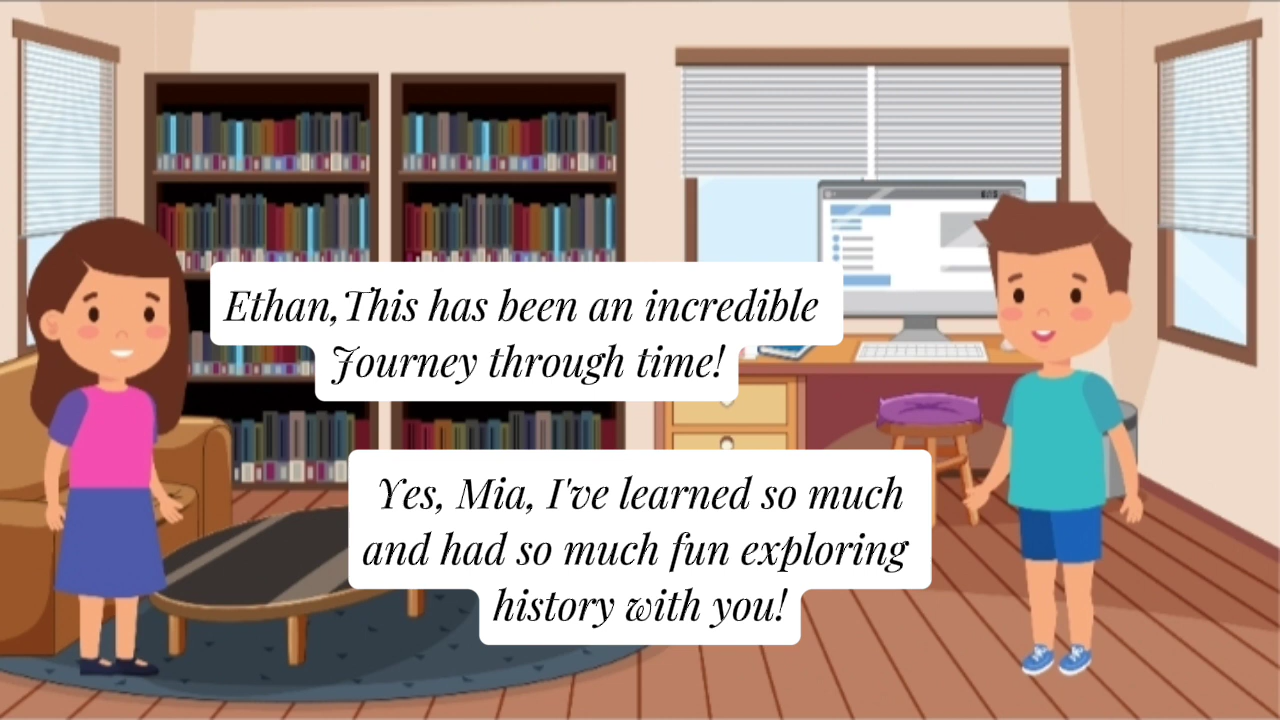 Ethan,This has been an incredible
Journey through time!
Yes, Mia, I've learned so much
and had so much fun exploring
history with you!